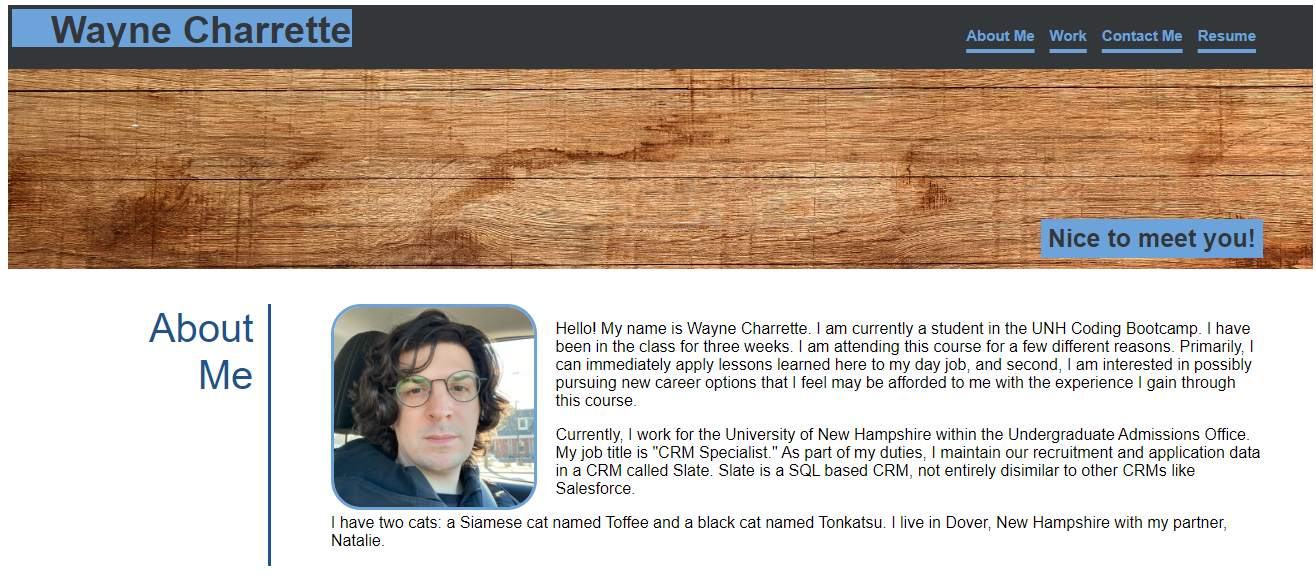 Wayne Charrette
About Me Work Contact Me Resume
Nice to meet you!
About
Me
Hello! My name is Wayne Charrette. I am currently a student in the UNH Coding Bootcamp. I have
been in the class for three weeks. I am attending this course for a few different reasons. Primarily, I
can immediately apply lessons learned here to my day job, and second, I am interested in possibly
pursuing new career options that I feel may be afforded to me with the experience I gain through
this course.
Currently, I work for the University of New Hampshire within the Undergraduate Admissions Office.
My job title is "CRM Specialist." As part of my duties, I maintain our recruitment and application data
in a CRM called Slate. Slate is a SQL based CRM, not entirely disimilar to other CRMs like
Salesforce.
I have two cats: a Siamese cat named Toffee and a black cat named Tonkatsu. I live in Dover, New Hampshire with my partner,
Natalie.